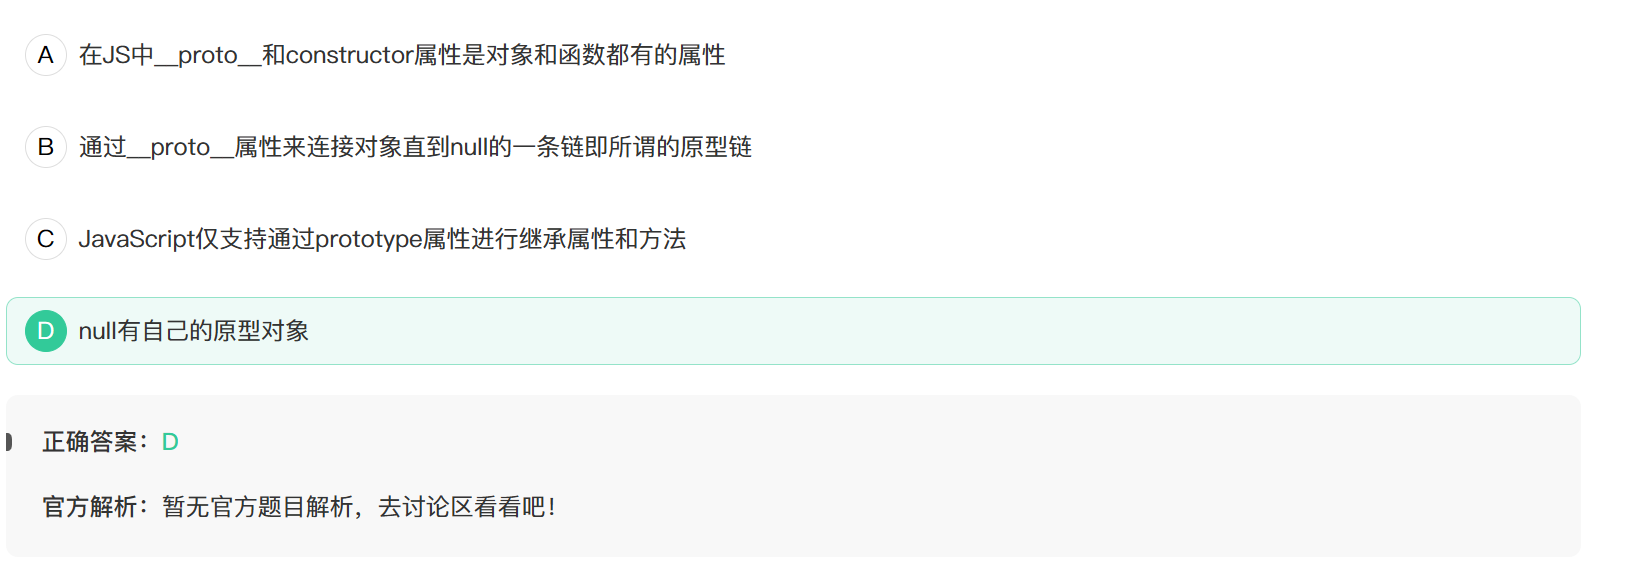 A 在JS中__proto__和constructor属性是对象和函数都有的属性
B 通过__proto__属性来连接对象直到null的一条链即所谓的原型链
C JavaScript仅支持通过prototype属性进行继承属性和方法
D null有自己的原型对象
正确答案：D
官方解析：暂无官方题目解析，去讨论区看看吧！